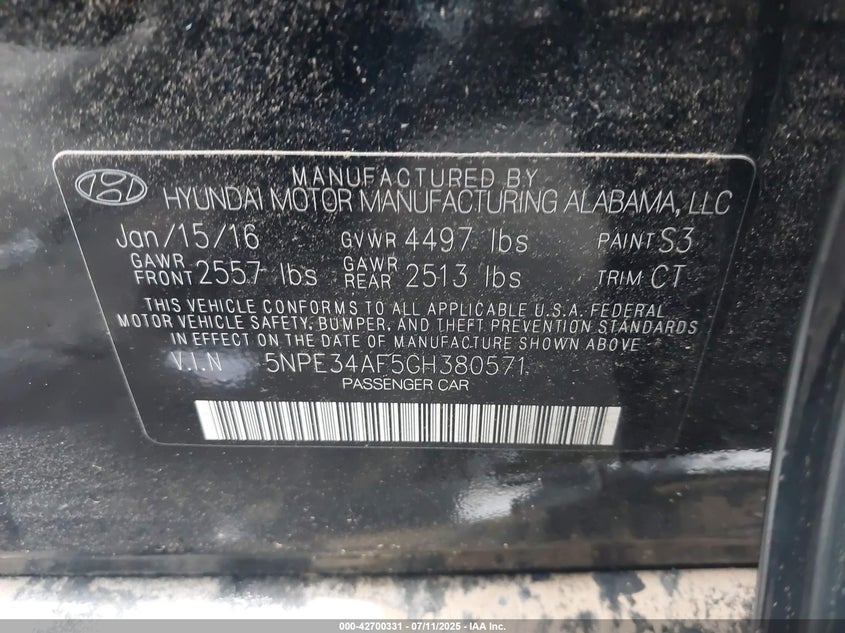 MANUFACTURED BY
HYUNDAI MOTOR MANUFACTURING ALABAMA, LLC
Jan/15/16 GVWR 4497 lbs PAINT S3
GAWR FRONT 2557 lbs GAWR REAR 2513 lbs TRIM CT
THIS VEHICLE CONFORMS TO ALL APPLICABLE U.S.A. FEDERAL
MOTOR VEHICLE SAFETY, BUMPER, AND THEFT PREVENTION STANDARDS
IN EFFECT ON THE DATE OF MANUFACTURE SHOWN ABOVE
V.I.N 5NPE34AF5GH380571
PASSENGER CAR
000-42700331 - 07/11/2025 - IAA Inc.